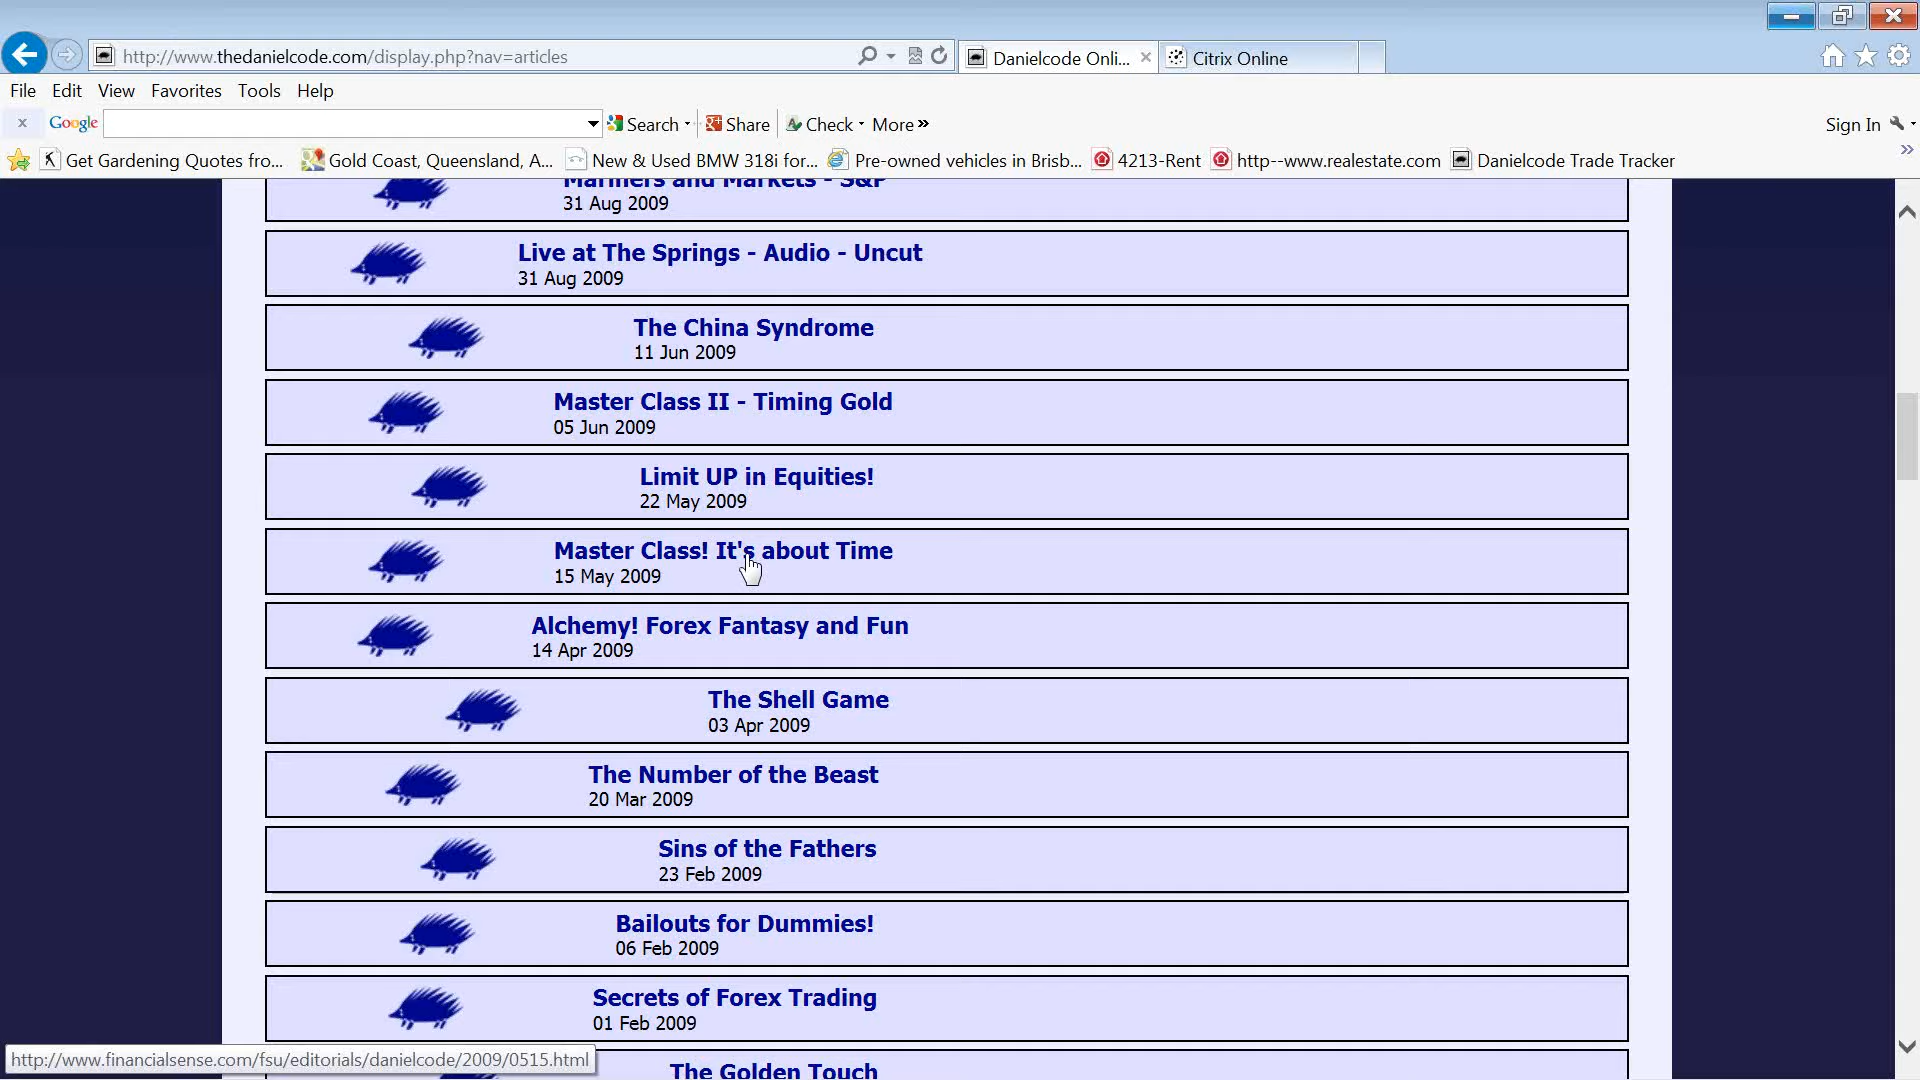 http://www.thedanielcode.com/display.php?nav=articles
Danielcode Onli...
Citrix Online
File Edit View Favorites Tools Help
x Google Search Share Check More » Sign In
Get Gardening Quotes fro... Gold Coast, Queensland, A... New & Used BMW 318i for... Pre-owned vehicles in Brisb... 4213-Rent http--www.realestate.com Danielcode Trade Tracker »
Mariners and Markets - S&P
31 Aug 2009
Live at The Springs - Audio - Uncut
31 Aug 2009
The China Syndrome
11 Jun 2009
Master Class II - Timing Gold
05 Jun 2009
Limit UP in Equities!
22 May 2009
Master Class! It's about Time
15 May 2009
Alchemy! Forex Fantasy and Fun
14 Apr 2009
The Shell Game
03 Apr 2009
The Number of the Beast
20 Mar 2009
Sins of the Fathers
23 Feb 2009
Bailouts for Dummies!
06 Feb 2009
Secrets of Forex Trading
01 Feb 2009
The Golden Touch
http://www.financialsense.com/fsu/editorials/danielcode/2009/0515.html